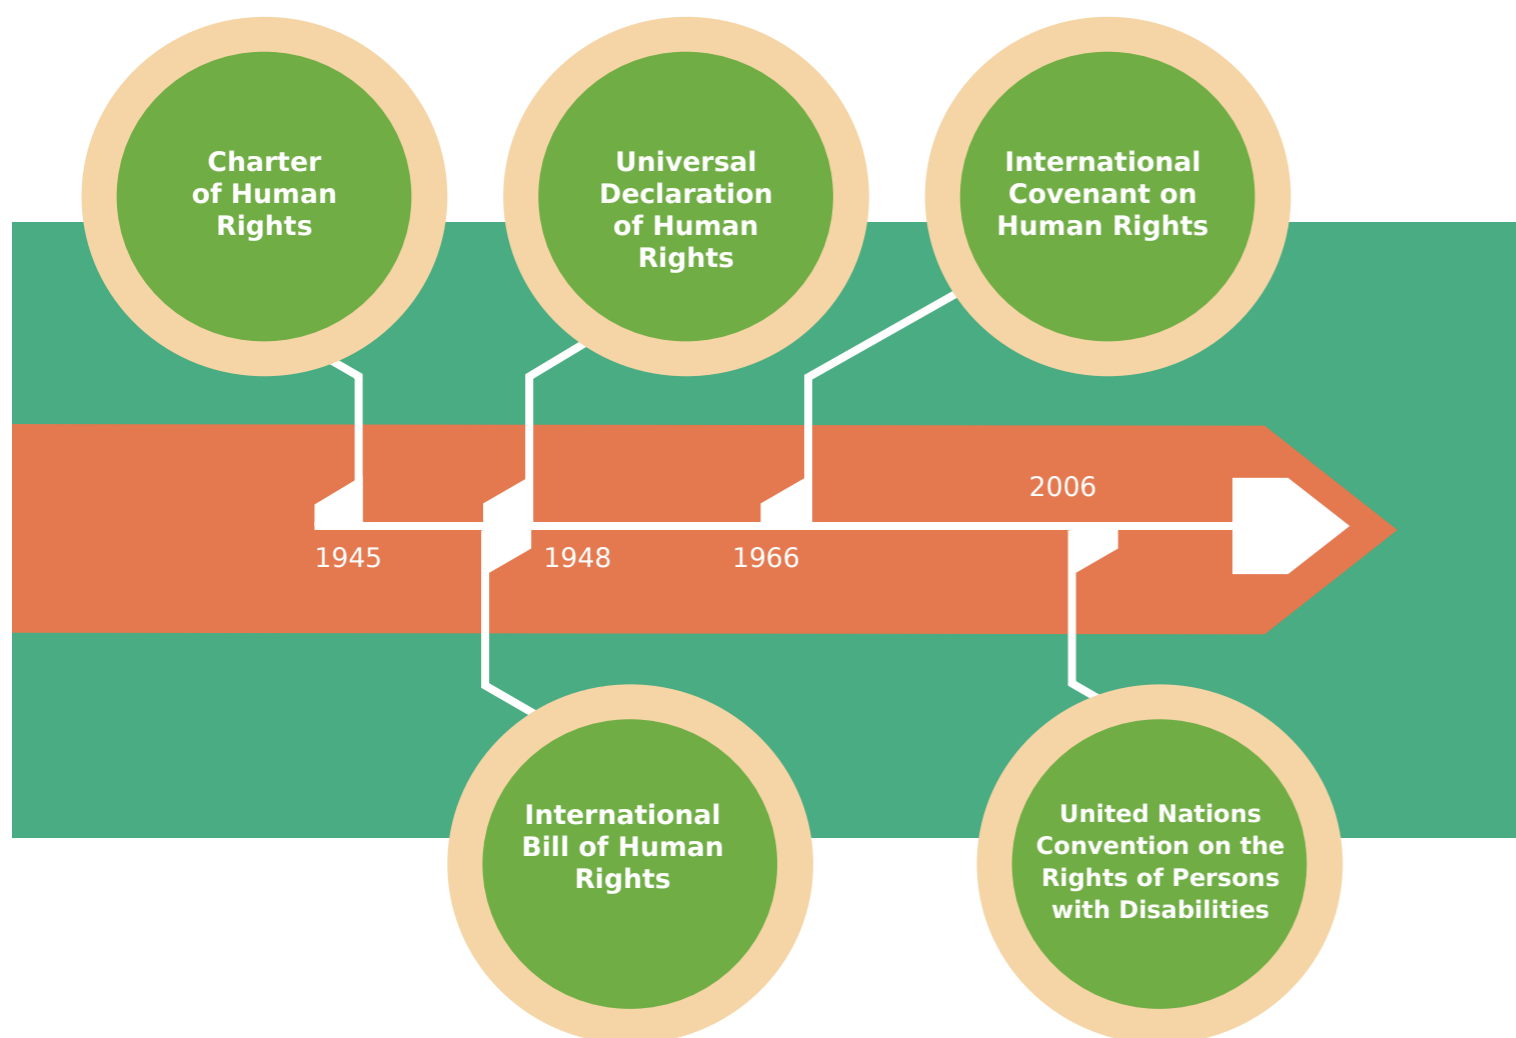 Charter
of Human
Rights
Universal
Declaration
of Human
Rights
International
Covenant on
Human Rights
2006
1945
1948
1966
International
Bill of Human
Rights
United Nations
Convention on the
Rights of Persons
with Disabilities